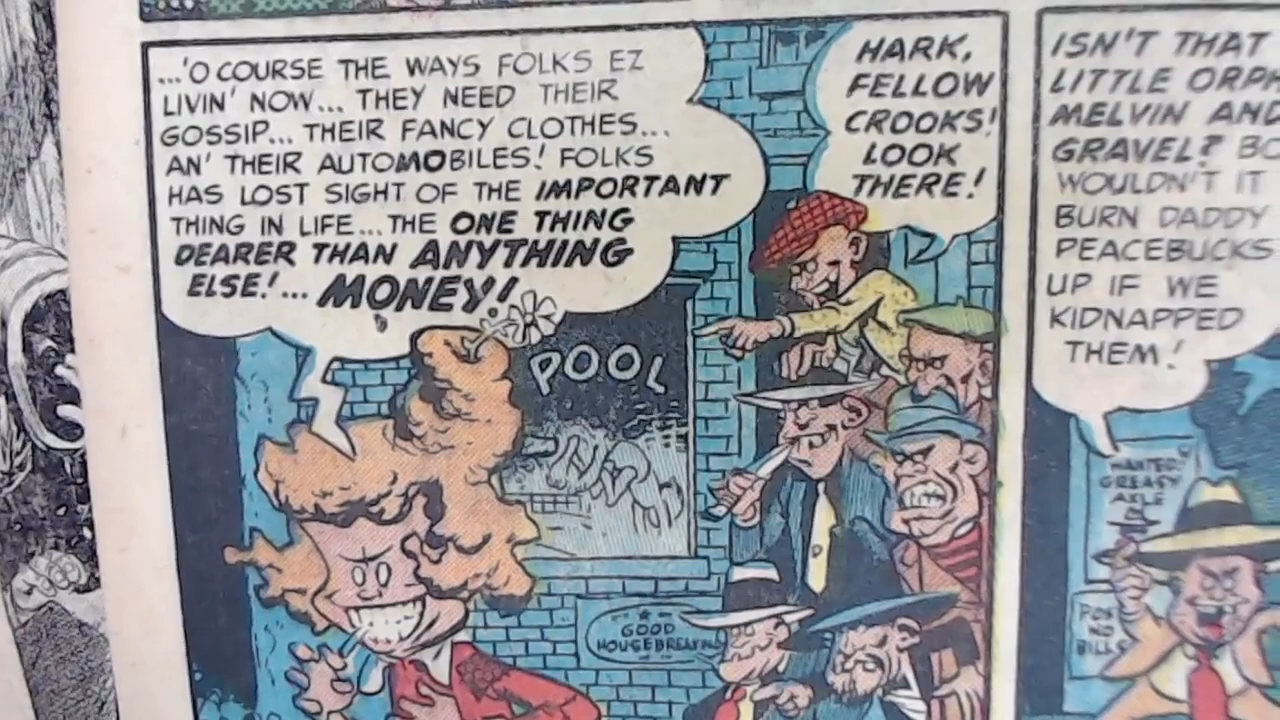 ...'O COURSE THE WAYS FOLKS EZ
LIVIN' NOW... THEY NEED THEIR
GOSSIP... THEIR FANCY CLOTHES...
AN' THEIR AUTOMOBILES! FOLKS
HAS LOST SIGHT OF THE IMPORTANT
THING IN LIFE... THE ONE THING
DEARER THAN ANYTHING
ELSE!... MONEY!
HARK,
FELLOW
CROOKS!
LOOK
THERE!
POOL
GOOD
HOUSEBREAKING
ISN'T THAT
LITTLE ORPH
MELVIN AND
GRAVEL? BO
WOULDN'T IT
BURN DADDY
PEACEBUCKS
UP IF WE
KIDNAPPED
THEM!
WANTED:
GREASY
AXLE
POS
NO
BILLS